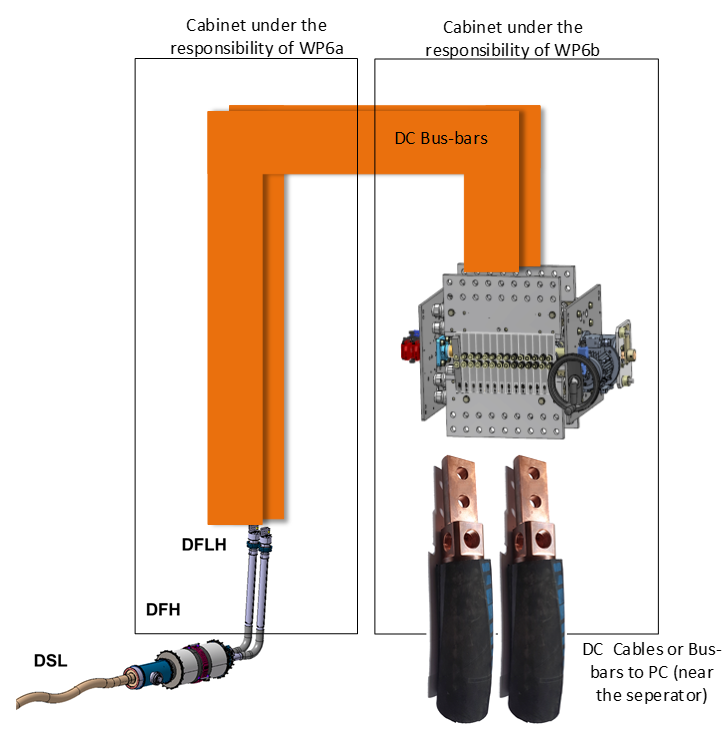 Cabinet under the
responsibility of WP6a
Cabinet under the
responsibility of WP6b
DC Bus-bars
DFLH
DFH
DSL
DC Cables or Bus-
bars to PC (near
the seperator)